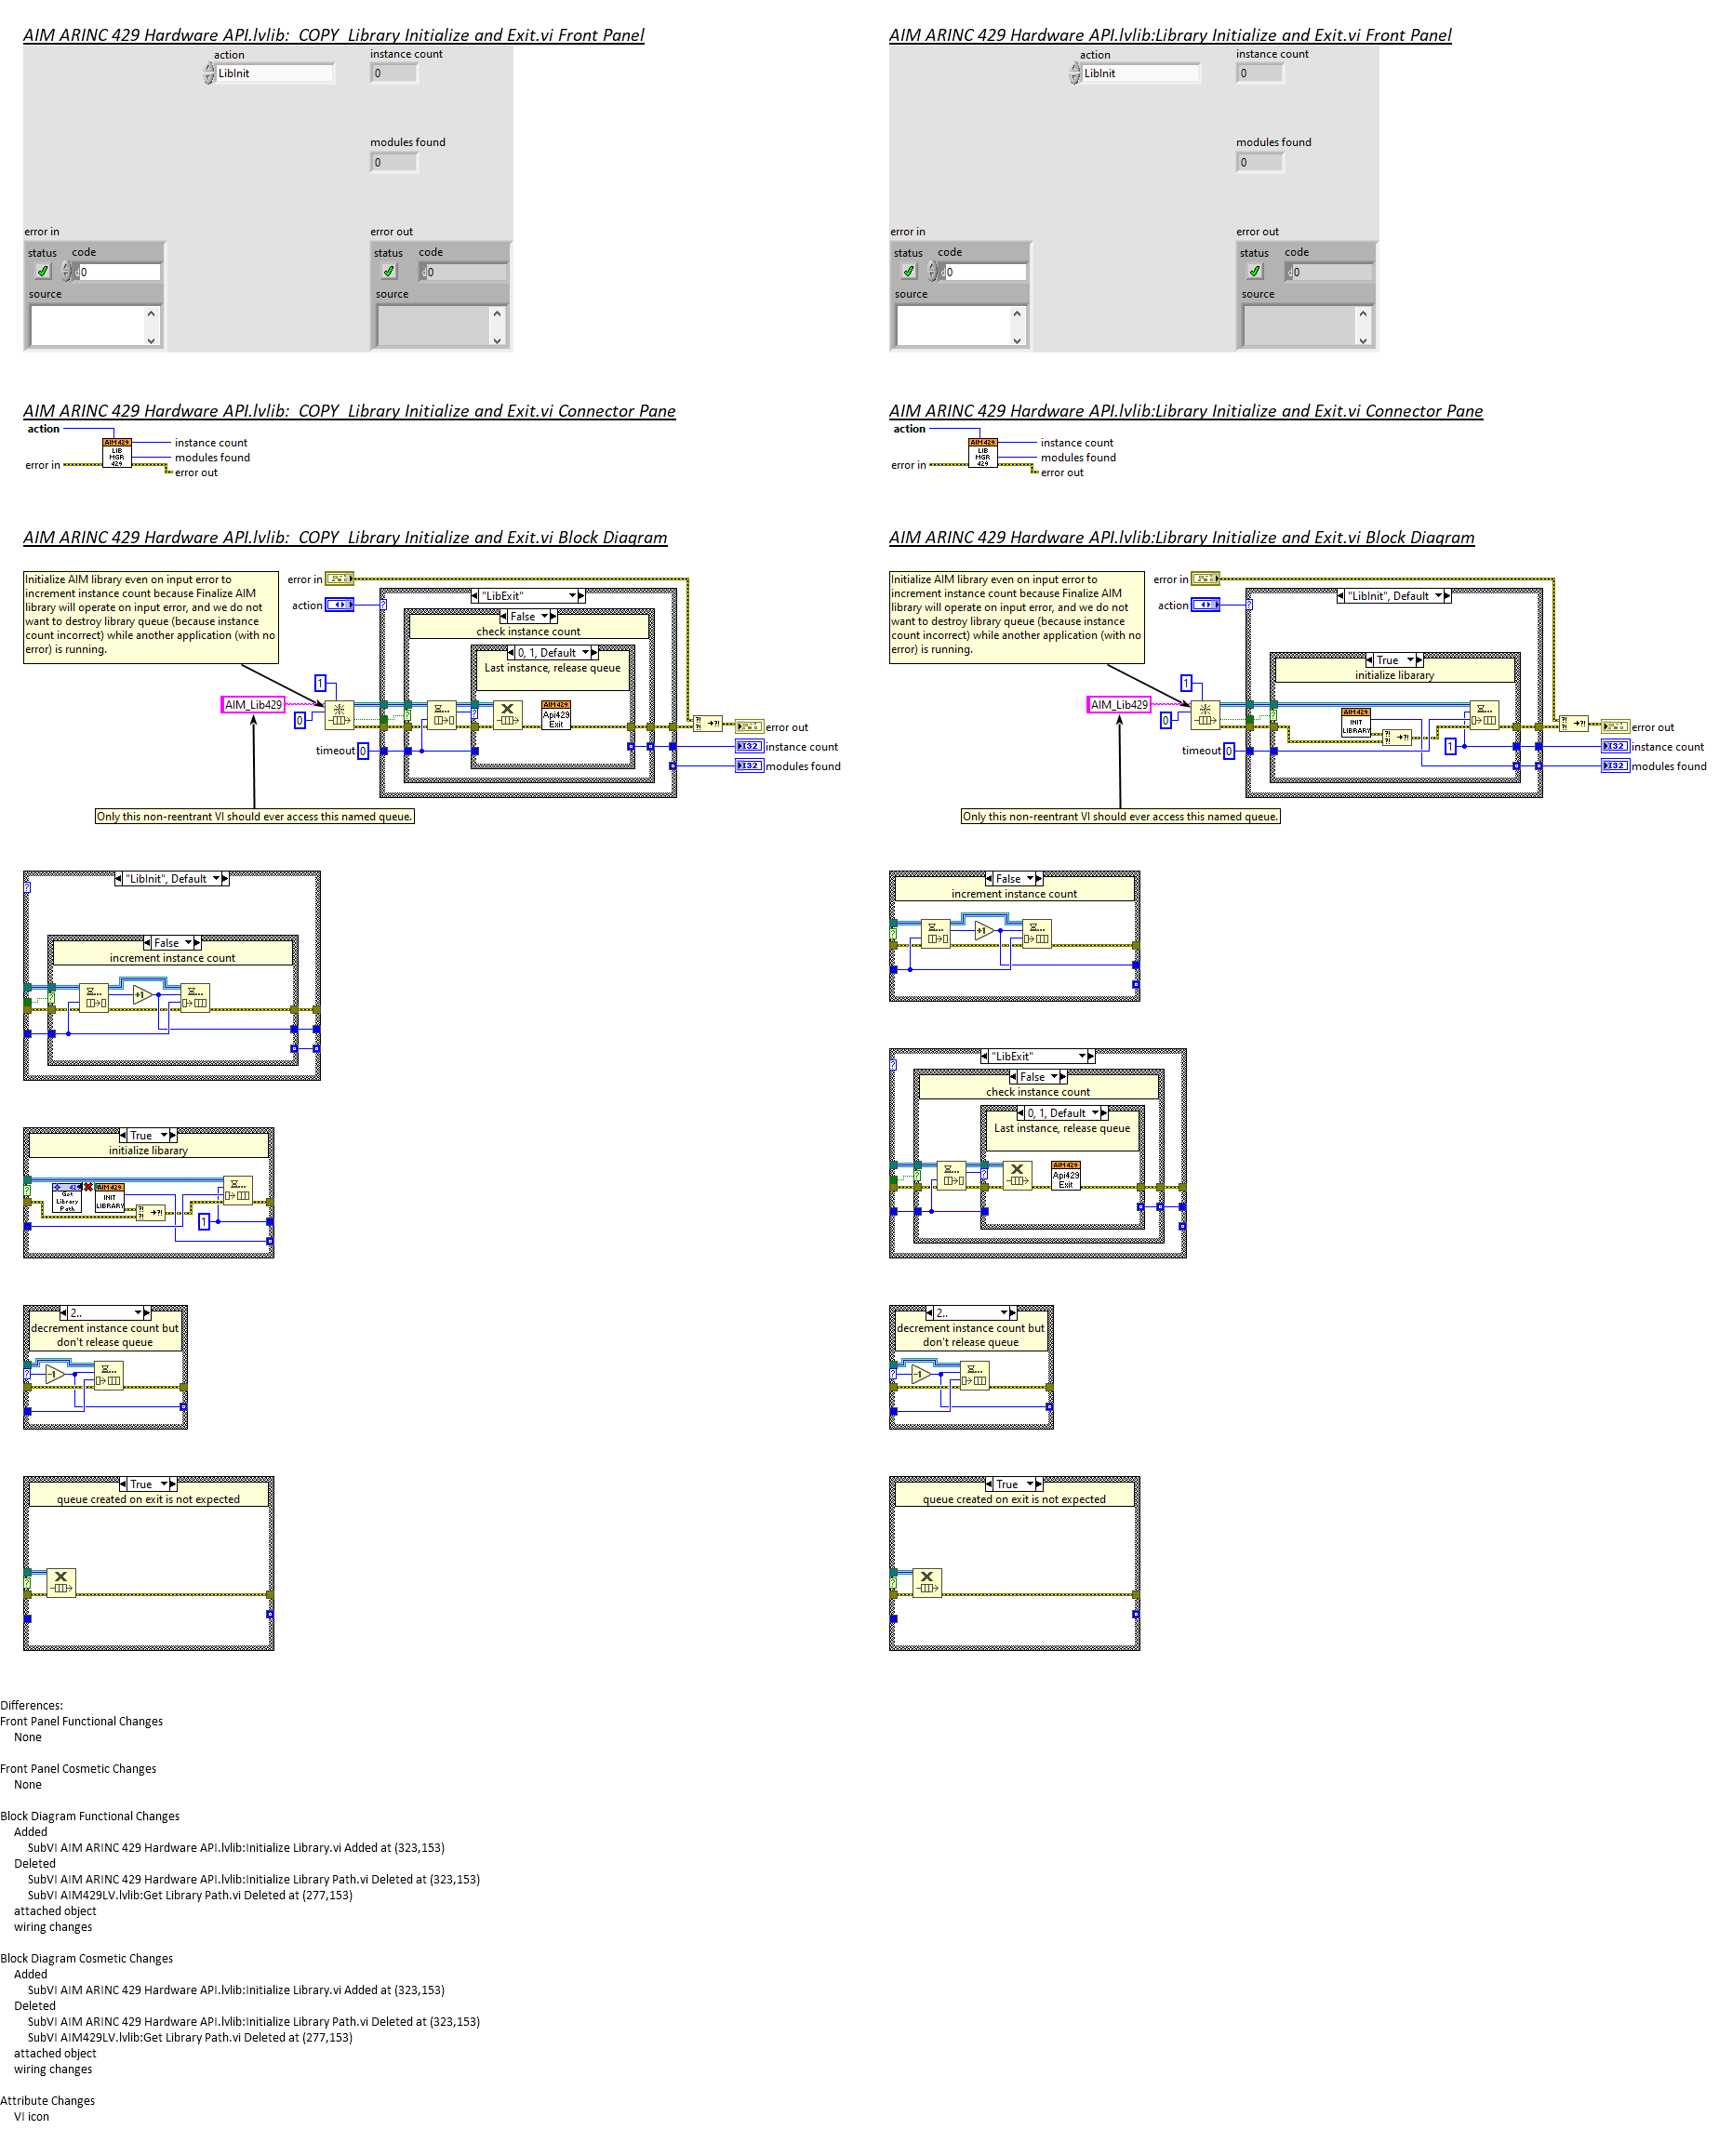 AIM ARINC 429 Hardware API.lvlib:  COPY  Library Initialize and Exit.vi Front Panel
action
LibInit
instance count
0
modules found
0
error in
status code
0
source
error out
status code
0
source
AIM ARINC 429 Hardware API.lvlib:  COPY  Library Initialize and Exit.vi Connector Pane
action
AIM429
LIB
MGR
429
instance count
modules found
error in
error out
AIM ARINC 429 Hardware API.lvlib:  COPY  Library Initialize and Exit.vi Block Diagram
Initialize AIM library even on input error to
increment instance count because Finalize AIM
library will operate on input error, and we do not
want to destroy library queue (because instance
count incorrect) while another application (with no
error) is running.
error in
action
"LibExit"
False
check instance count
0, 1, Default
Last instance, release queue
1
AIM_Lib429
0
AIM429
Api429
Exit
timeout 0
error out
I32 instance count
I32 modules found
Only this non-reentrant VI should ever access this named queue.
"LibInit", Default
False
increment instance count
+1
True
initialize libarary
Get
Library
Path
AIM429
INIT
LIBRARY
1
2..
decrement instance count but
don't release queue
-1
True
queue created on exit is not expected
AIM ARINC 429 Hardware API.lvlib:Library Initialize and Exit.vi Front Panel
action
LibInit
instance count
0
modules found
0
error in
status code
0
source
error out
status code
0
source
AIM ARINC 429 Hardware API.lvlib:Library Initialize and Exit.vi Connector Pane
action
AIM429
LIB
MGR
429
instance count
modules found
error in
error out
AIM ARINC 429 Hardware API.lvlib:Library Initialize and Exit.vi Block Diagram
Initialize AIM library even on input error to
increment instance count because Finalize AIM
library will operate on input error, and we do not
want to destroy library queue (because instance
count incorrect) while another application (with no
error) is running.
error in
action
"LibInit", Default
True
initialize libarary
1
AIM_Lib429
0
AIM429
INIT
LIBRARY
timeout 0
1
error out
I32 instance count
I32 modules found
Only this non-reentrant VI should ever access this named queue.
False
increment instance count
+1
"LibExit"
False
check instance count
0, 1, Default
Last instance, release queue
AIM429
Api429
Exit
2..
decrement instance count but
don't release queue
-1
True
queue created on exit is not expected
Differences:
Front Panel Functional Changes
None
Front Panel Cosmetic Changes
None
Block Diagram Functional Changes
Added
SubVI AIM ARINC 429 Hardware API.lvlib:Initialize Library.vi Added at (323,153)
Deleted
SubVI AIM ARINC 429 Hardware API.lvlib:Initialize Library Path.vi Deleted at (323,153)
SubVI AIM429LV.lvlib:Get Library Path.vi Deleted at (277,153)
attached object
wiring changes
Block Diagram Cosmetic Changes
Added
SubVI AIM ARINC 429 Hardware API.lvlib:Initialize Library.vi Added at (323,153)
Deleted
SubVI AIM ARINC 429 Hardware API.lvlib:Initialize Library Path.vi Deleted at (323,153)
SubVI AIM429LV.lvlib:Get Library Path.vi Deleted at (277,153)
attached object
wiring changes
Attribute Changes
VI icon